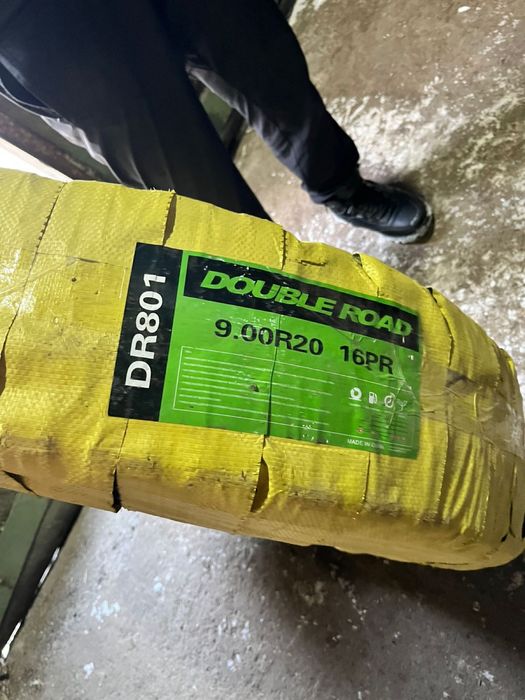 DR801
DOUBLE ROAD
9.00R20 16PR
MADE IN CHINA